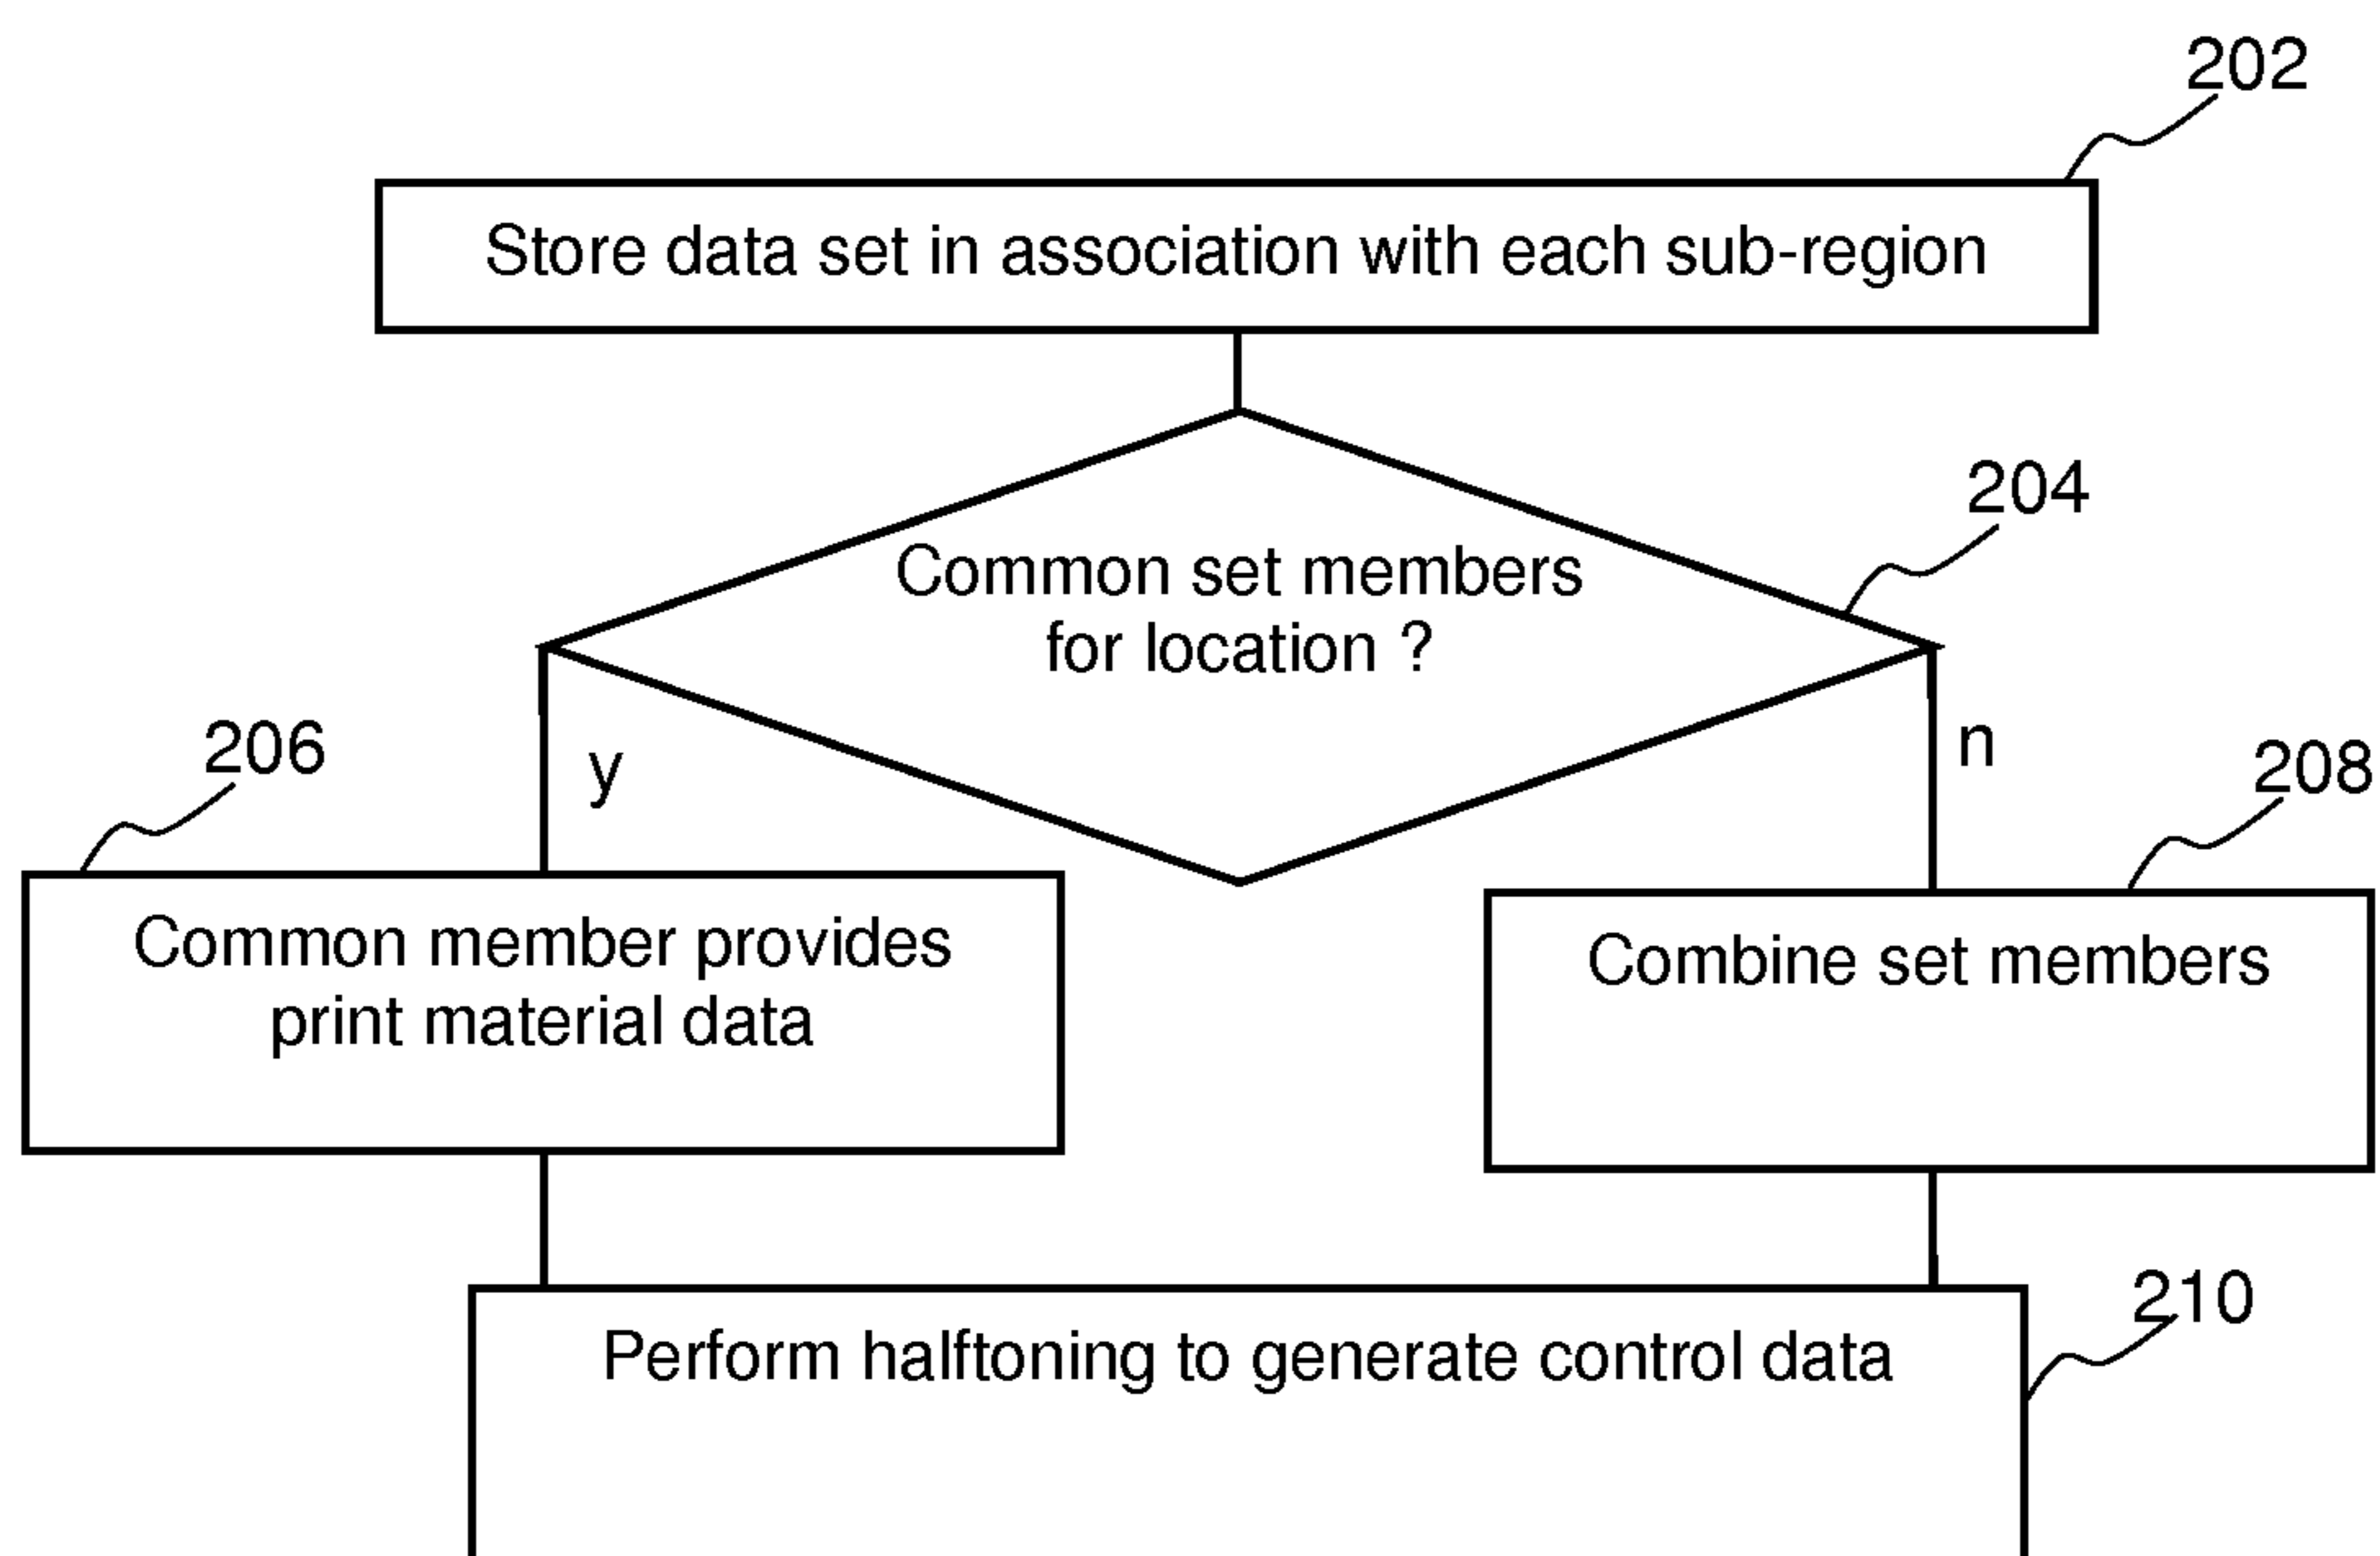 202
Store data set in association with each sub-region
204
Common set members
for location ?
206
y
n
208
Common member provides
print material data
Combine set members
210
Perform halftoning to generate control data